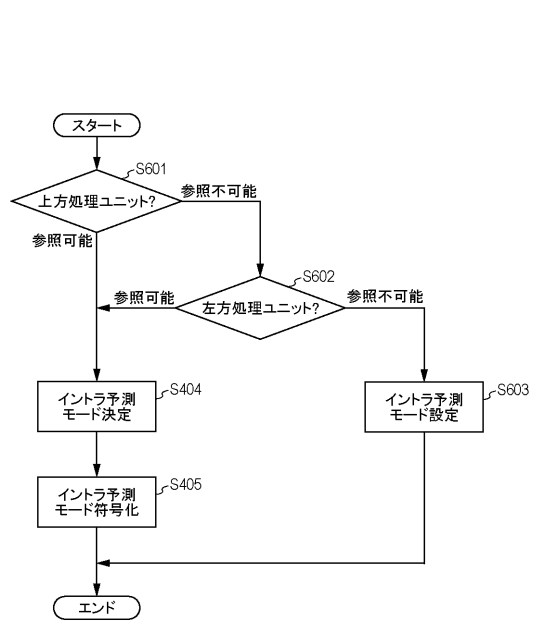 スタート
S601
上方処理ユニット?
参照不可能
参照可能
S602
左方処理ユニット?
参照可能
参照不可能
S404
イントラ予測
モード決定
S603
イントラ予測
モード設定
S405
イントラ予測
モード符号化
エンド